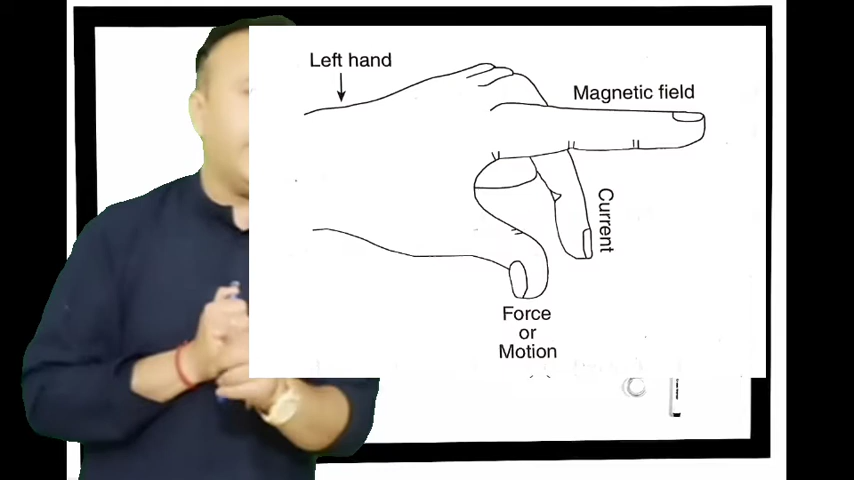 Left hand
Magnetic field
Current
Force
or
Motion